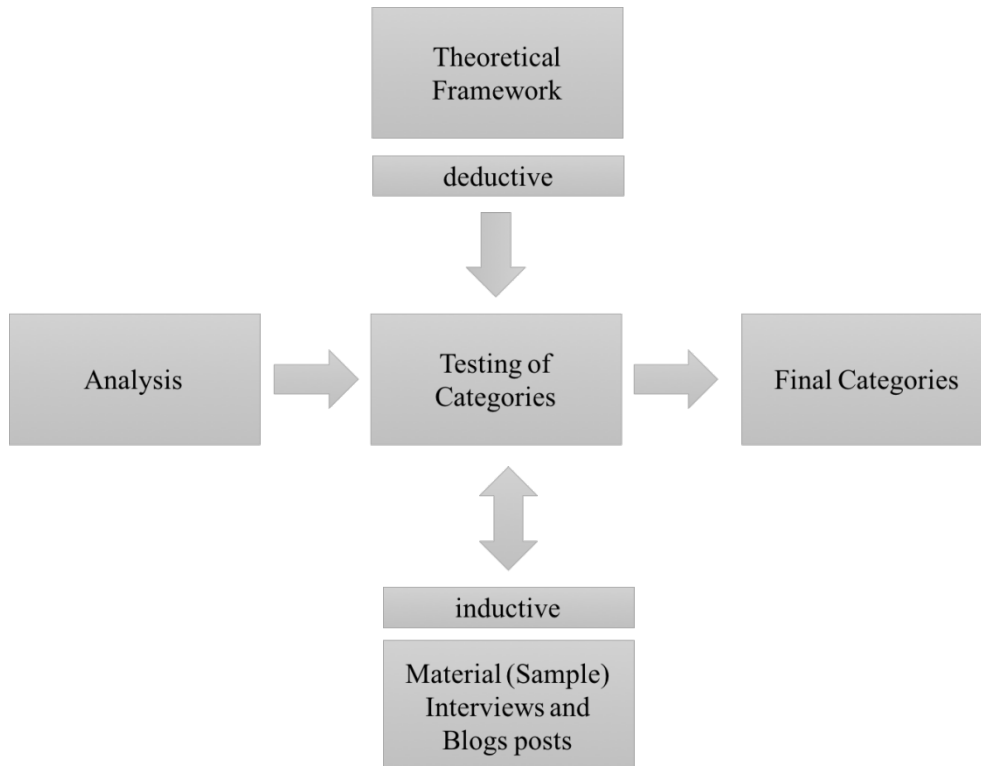 Theoretical
Framework
deductive
Analysis
Testing of
Categories
Final Categories
inductive
Material (Sample)
Interviews and
Blogs posts